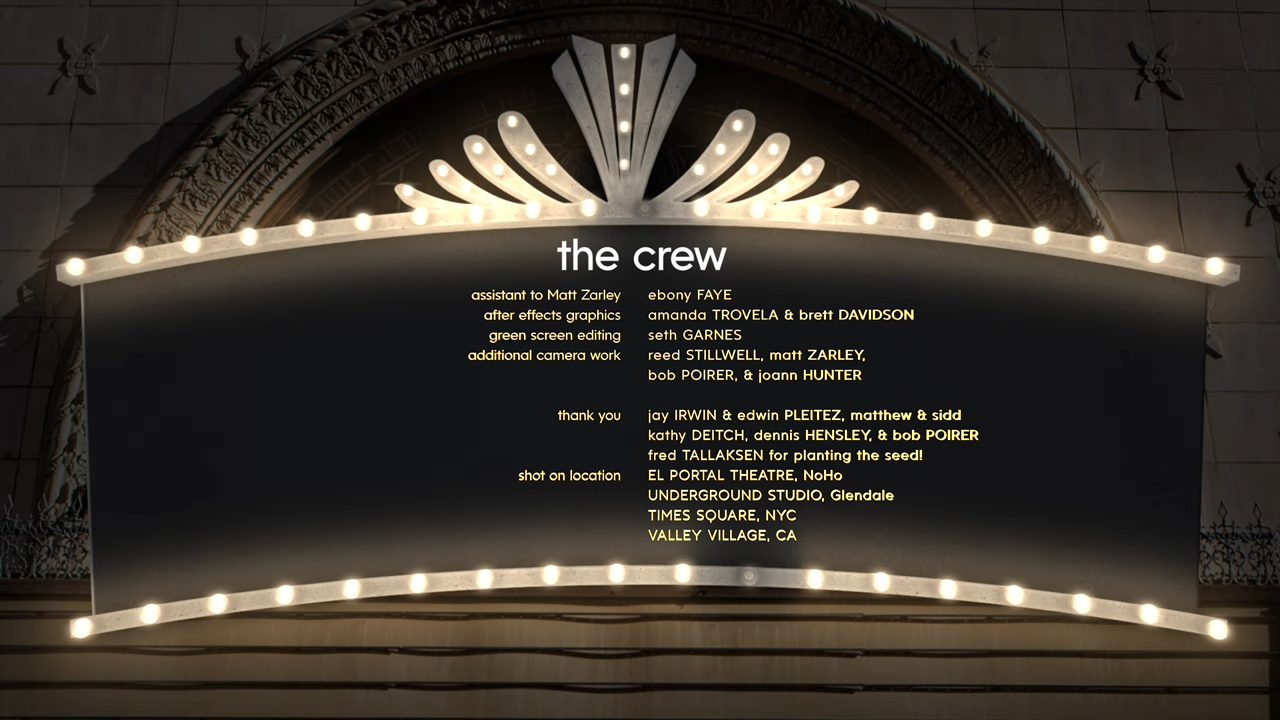 the crew
assistant to Matt Zarley ebony FAYE
after effects graphics amanda TROVELA & brett DAVIDSON
green screen editing seth GARNES
additional camera work reed STILLWELL, matt ZARLEY,
bob POIRER, & joann HUNTER
thank you jay IRWIN & edwin PLEITEZ, matthew & sidd
kathy DEITCH, dennis HENSLEY, & bob POIRER
fred TALLAKSEN for planting the seed!
shot on location EL PORTAL THEATRE, NoHo
UNDERGROUND STUDIO, Glendale
TIMES SQUARE, NYC
VALLEY VILLAGE, CA